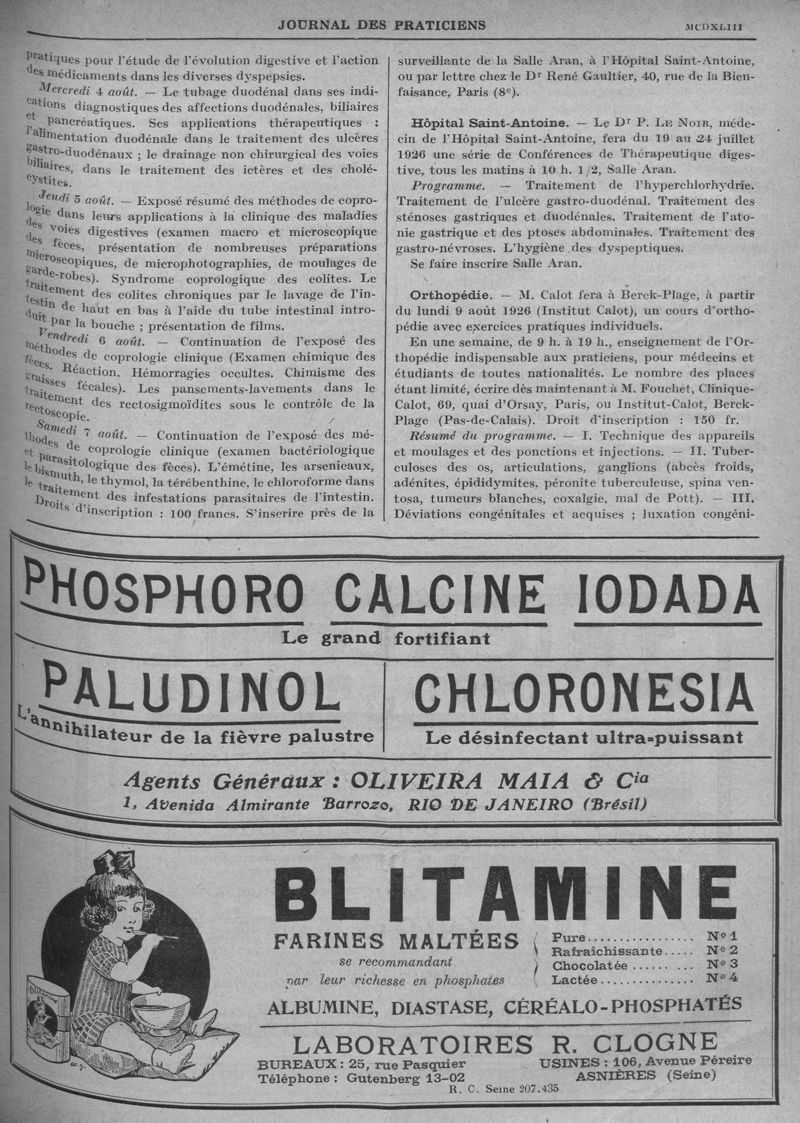 JOURNAL DES PRATICIENS
MCDXLIII
pratiques pour l'étude de l'évolution digestive et l'action
des médicaments dans les diverses dyspepsies.
Mercredi 4 août. — Le tubage duodénal dans ses indi-
cations diagnostiques des affections duodénales, biliaires
et pancréatiques. Ses applications thérapeutiques :
l'alimentation duodénale dans le traitement des ulcères
gastro-duodénaux ; le drainage non chirurgical des voies
biliaires, dans le traitement des ictères et des cholé-
cystites.
Jeudi 5 août. — Exposé résumé des méthodes de copro-
logie dans leurs applications à la clinique des maladies
des voies digestives (examen macro et microscopique
des fèces, présentation de nombreuses préparations
microscopiques, de microphotographies, de moulages de
garde-robes). Syndrome coprologique des colites. Le
traitement des colites chroniques par le lavage de l'in-
testin de haut en bas à l'aide du tube intestinal intro-
duit par la bouche ; présentation de films.
Vendredi 6 août. — Continuation de l'exposé des
méthodes de coprologie clinique (Examen chimique des
fèces. Réaction. Hémorragies occultes. Chimisme des
graisses fécales). Les pansements-lavements dans le
traitement des rectosigmoïdites sous le contrôle de la
rectoscopie.
Samedi 7 août. — Continuation de l'exposé des mé-
thodes de coprologie clinique (examen bactériologique
et parasitologique des fèces). L'émétine, les arsenicaux,
le bismuth, le thymol, la térébenthine, le chloroforme dans
le traitement des infestations parasitaires de l'intestin.
Droits d'inscription : 100 francs. S'inscrire près de la
surveillante de la Salle Aran, à l'Hôpital Saint-Antoine,
ou par lettre chez le Dr René Gaultier, 40, rue de la Bien-
faisance, Paris (8e).
Hôpital Saint-Antoine. — Le Dr P. LE NOIR, méde-
cin de l'Hôpital Saint-Antoine, fera du 19 au 24 juillet
1926 une série de Conférences de Thérapeutique diges-
tive, tous les matins à 10 h. 1/2, Salle Aran.
Programme. — Traitement de l'hyperchlorhydrie.
Traitement de l'ulcère gastro-duodénal. Traitement des
sténoses gastriques et duodénales. Traitement de l'ato-
nie gastrique et des ptoses abdominales. Traitement des
gastro-névroses. L'hygiène des dyspeptiques.
Se faire inscrire Salle Aran.
Orthopédie. — M. Calot fera à Berck-Plage, à partir
du lundi 9 août 1926 (Institut Calot), un cours d'ortho-
pédie avec exercices pratiques individuels.
En une semaine, de 9 h. à 19 h., enseignement de l'Or-
thopédie indispensable aux praticiens, pour médecins et
étudiants de toutes nationalités. Le nombre des places
étant limité, écrire dès maintenant à M. Fouchet, Clinique-
Calot, 69, quai d'Orsay, Paris, ou Institut-Calot, Berck-
Plage (Pas-de-Calais). Droit d'inscription : 150 fr.
Résumé du programme. — I. Technique des appareils
et moulages et des ponctions et injections. — II. Tuber-
culoses des os, articulations, ganglions (abcès froids,
adénites, épididymites, péronite tuberculeuse, spina ven-
tosa, tumeurs blanches, coxalgie, mal de Pott). — III.
Déviations congénitales et acquises ; luxation congéni-
PHOSPHORO CALCINE IODADA
Le grand fortifiant
PALUDINOL
L'annihilateur de la fièvre palustre
CHLORONESIA
Le désinfectant ultra-puissant
Agents Généraux : OLIVEIRA MAIA & Cia
1, Avenida Almirante Barrozo, RIO DE JANEIRO (Brésil)
BLITAMINE
FARINES MALTÉES
se recommandant
par leur richesse en phosphates
Pure................ No 1
Rafraîchissante..... No 2
Chocolatée ......... No 3
Lactée.............. No 4
ALBUMINE, DIASTASE, CÉRÉALO-PHOSPHATÉS
Blitamine
LABORATOIRES R. CLOGNE
BUREAUX : 25, rue Pasquier
Téléphone : Gutenberg 13-02
USINES : 106, Avenue Péreire
ASNIÈRES (Seine)
R. C. Seine 207.435